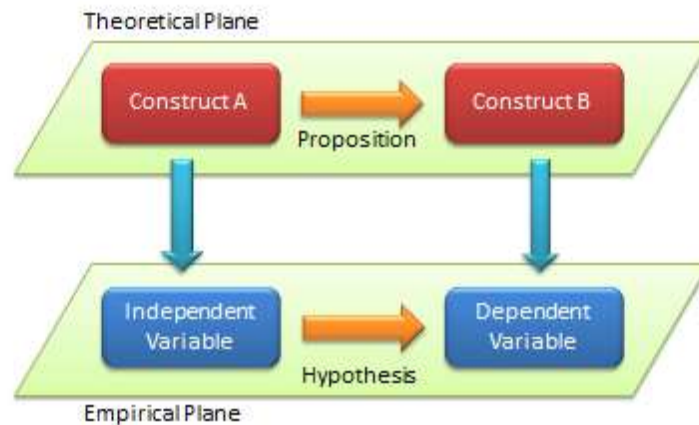 Theoretical Plane
Construct A
Construct B
Proposition
Independent
Variable
Dependent
Variable
Hypothesis
Empirical Plane